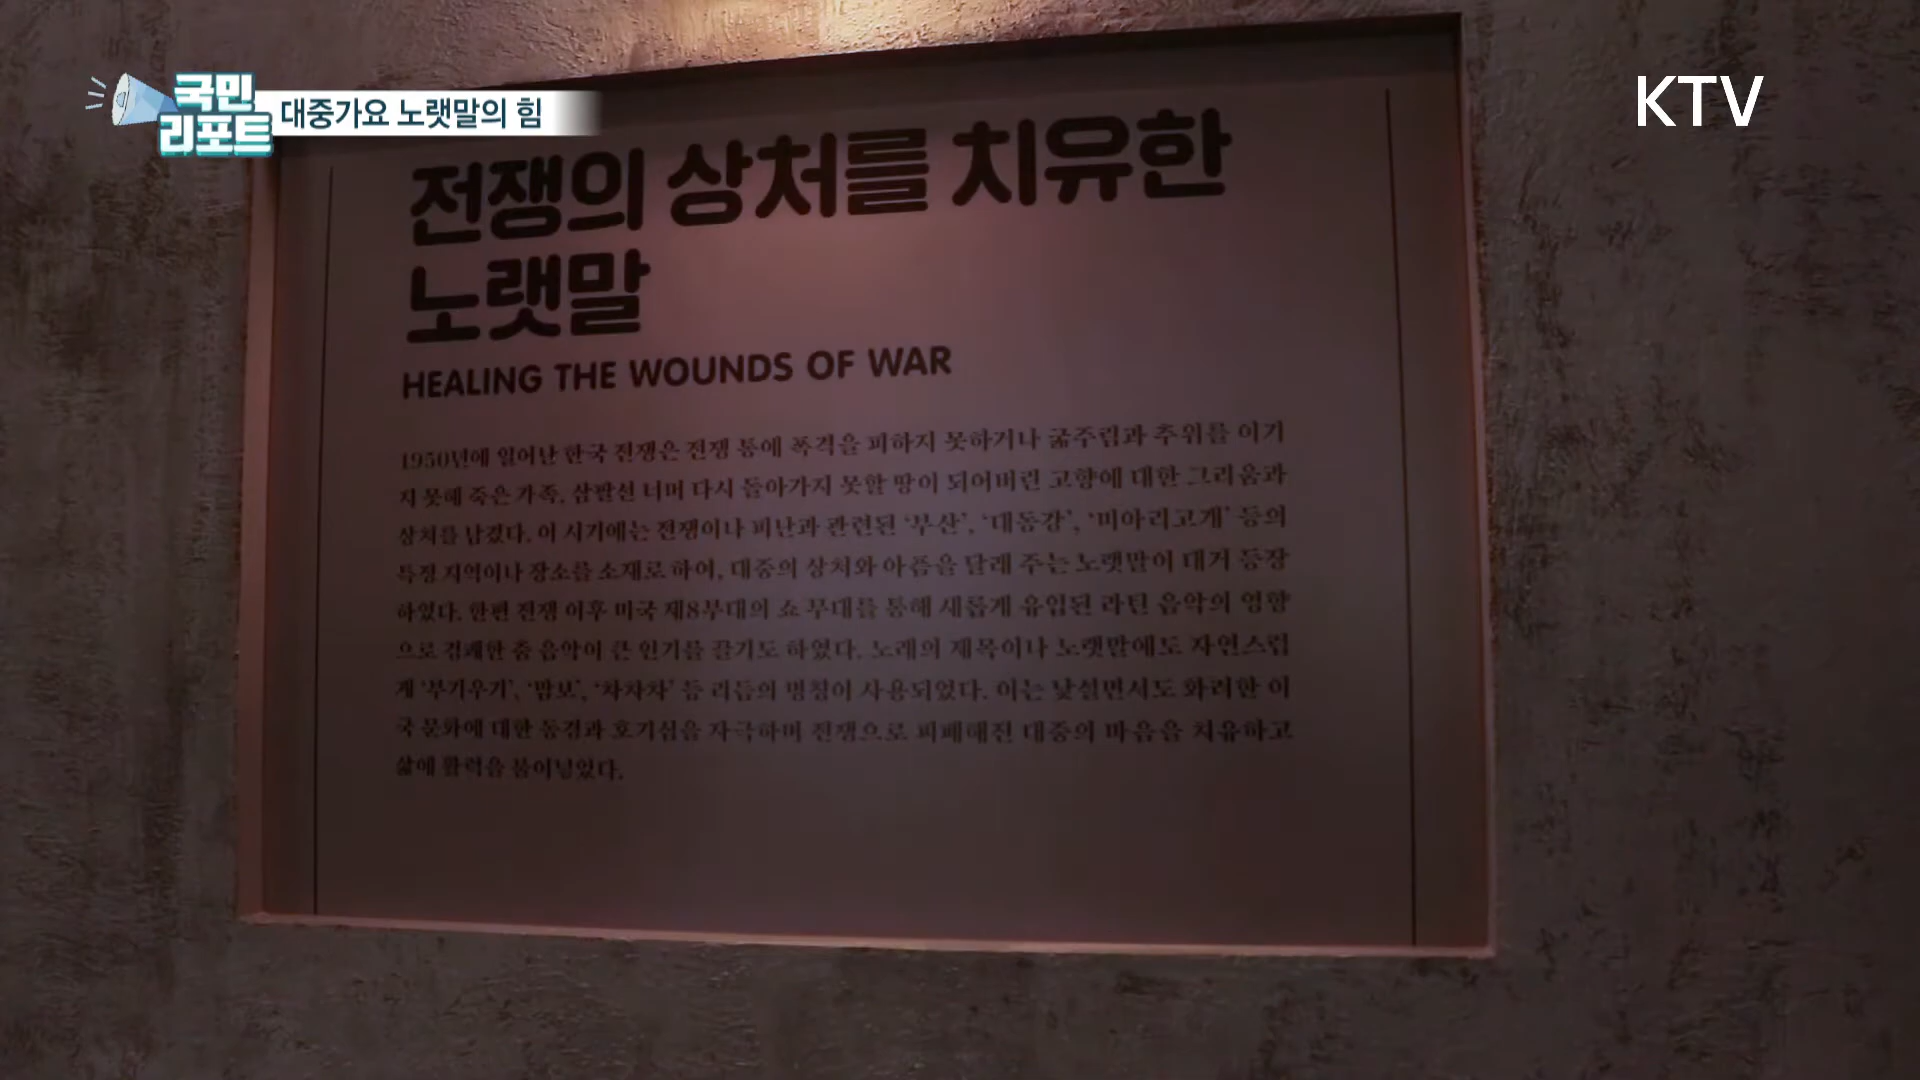 국민
리포트
대중가요 노랫말의 힘
KTV
전쟁의 상처를 치유한
노랫말
HEALING THE WOUNDS OF WAR
1950년에 일어난 한국 전쟁은 전쟁 통에 폭격을 피하지 못하거나 굶주림과 추위를 이기
지 못해 죽은 가족, 삼팔선 너머 다시 돌아가지 못할 땅이 되어버린 고향에 대한 그리움과
상처를 남겼다. 이 시기에는 전쟁이나 피난과 관련된 ‘부산’, ‘대동강’, ‘미아리고개’ 등의
특정 지역이나 장소를 소재로 하여, 대중의 상처와 아픔을 달래 주는 노랫말이 대거 등장
하였다. 한편 전쟁 이후 미국 제8부대의 쇼 무대를 통해 새롭게 유입된 라틴 음악의 영향
으로 경쾌한 춤 음악이 큰 인기를 끌기도 하였다. 노래의 제목이나 노랫말에도 자연스럽
게 ‘부기우기’, ‘맘보’, ‘차차차’ 등 리듬의 명칭이 사용되었다. 이는 낯설면서도 화려한 이
국 문화에 대한 동경과 호기심을 자극하며 전쟁으로 피폐해진 대중의 마음을 치유하고
삶에 활력을 불어넣었다.